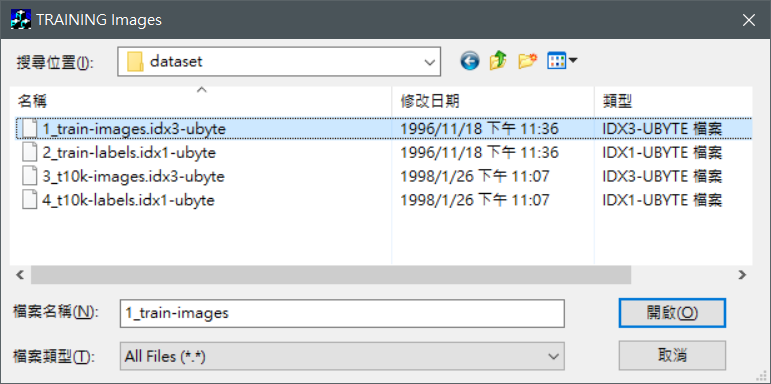 TRAINING Images
搜尋位置(I): dataset
名稱 修改日期 類型
1_train-images.idx3-ubyte 1996/11/18 下午 11:36 IDX3-UBYTE 檔案
2_train-labels.idx1-ubyte 1996/11/18 下午 11:36 IDX1-UBYTE 檔案
3_t10k-images.idx3-ubyte 1998/1/26 下午 11:07 IDX3-UBYTE 檔案
4_t10k-labels.idx1-ubyte 1998/1/26 下午 11:07 IDX1-UBYTE 檔案
檔案名稱(N): 1_train-images 開啟(O)
檔案類型(T): All Files (*.*) 取消